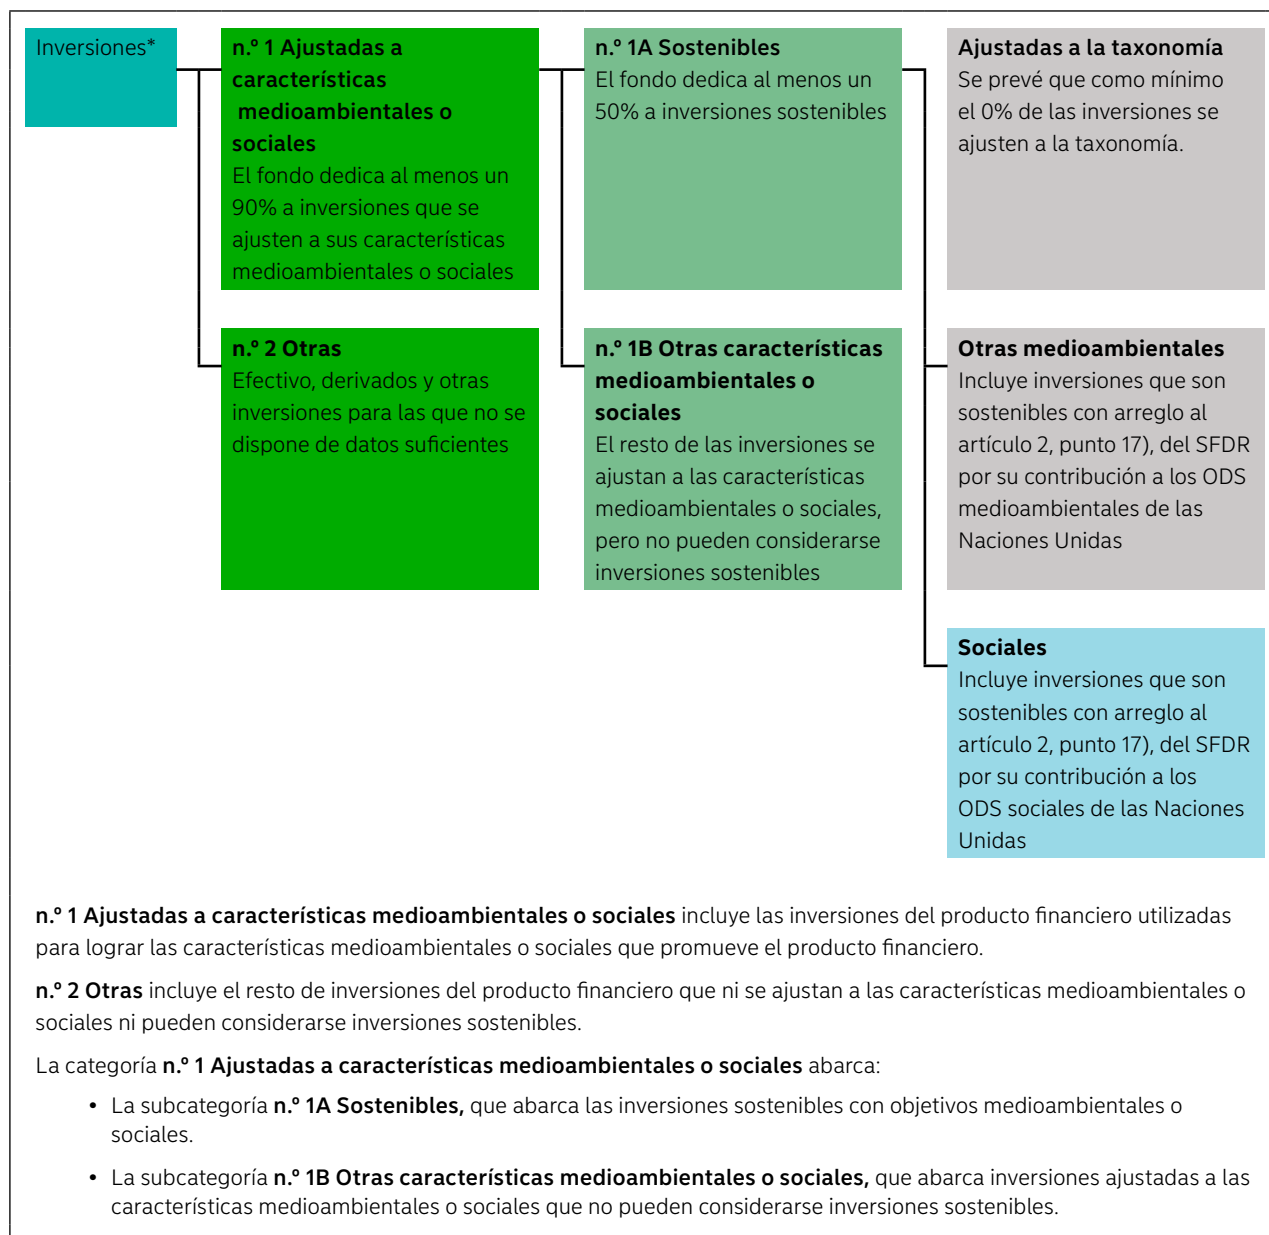 Inversiones*
n.º 1 Ajustadas a
características
medioambientales o
sociales
El fondo dedica al menos un
90% a inversiones que se
ajusten a sus características
medioambientales o sociales
n.º 1A Sostenibles
El fondo dedica al menos un
50% a inversiones sostenibles
Ajustadas a la taxonomía
Se prevé que como mínimo
el 0% de las inversiones se
ajusten a la taxonomía.
n.º 2 Otras
Efectivo, derivados y otras
inversiones para las que no se
dispone de datos suficientes
n.º 1B Otras características
medioambientales o
sociales
El resto de las inversiones se
ajustan a las características
medioambientales o sociales,
pero no pueden considerarse
inversiones sostenibles
Otras medioambientales
Incluye inversiones que son
sostenibles con arreglo al
artículo 2, punto 17), del SFDR
por su contribución a los ODS
medioambientales de las
Naciones Unidas
Sociales
Incluye inversiones que son
sostenibles con arreglo al
artículo 2, punto 17), del SFDR
por su contribución a los
ODS sociales de las Naciones
Unidas
n.º 1 Ajustadas a características medioambientales o sociales incluye las inversiones del producto financiero utilizadas
para lograr las características medioambientales o sociales que promueve el producto financiero.
n.º 2 Otras incluye el resto de inversiones del producto financiero que ni se ajustan a las características medioambientales o
sociales ni pueden considerarse inversiones sostenibles.
La categoría n.º 1 Ajustadas a características medioambientales o sociales abarca:
• La subcategoría n.º 1A Sostenibles, que abarca las inversiones sostenibles con objetivos medioambientales o
sociales.
• La subcategoría n.º 1B Otras características medioambientales o sociales, que abarca inversiones ajustadas a las
características medioambientales o sociales que no pueden considerarse inversiones sostenibles.